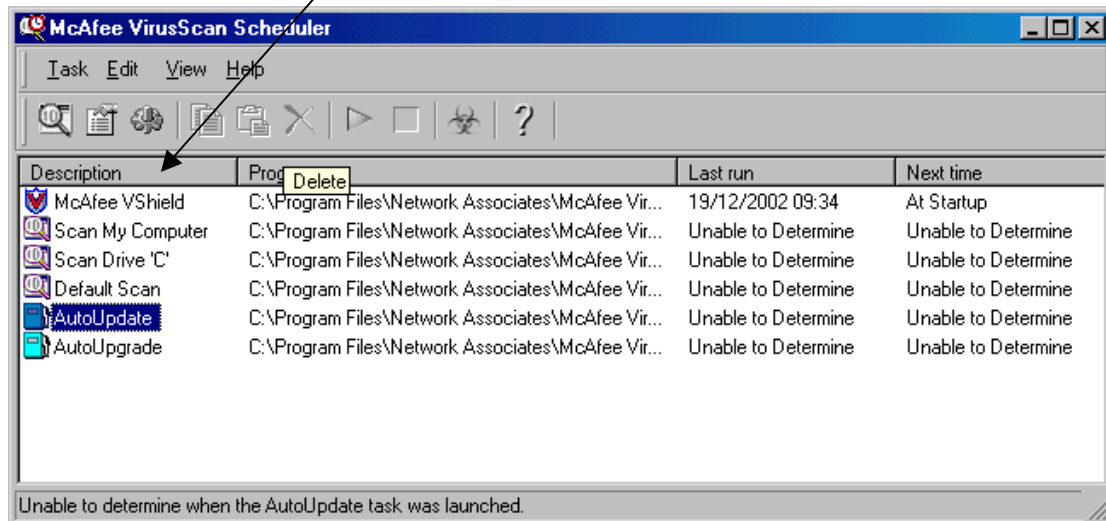 McAfee VirusScan Scheduler
Task Edit View Help
Description Prog Last run Next time
Delete
McAfee VShield C:\Program Files\Network Associates\McAfee Vir... 19/12/2002 09:34 At Startup
Scan My Computer C:\Program Files\Network Associates\McAfee Vir... Unable to Determine Unable to Determine
Scan Drive 'C' C:\Program Files\Network Associates\McAfee Vir... Unable to Determine Unable to Determine
Default Scan C:\Program Files\Network Associates\McAfee Vir... Unable to Determine Unable to Determine
AutoUpdate C:\Program Files\Network Associates\McAfee Vir... Unable to Determine Unable to Determine
AutoUpgrade C:\Program Files\Network Associates\McAfee Vir... Unable to Determine Unable to Determine
Unable to determine when the AutoUpdate task was launched.